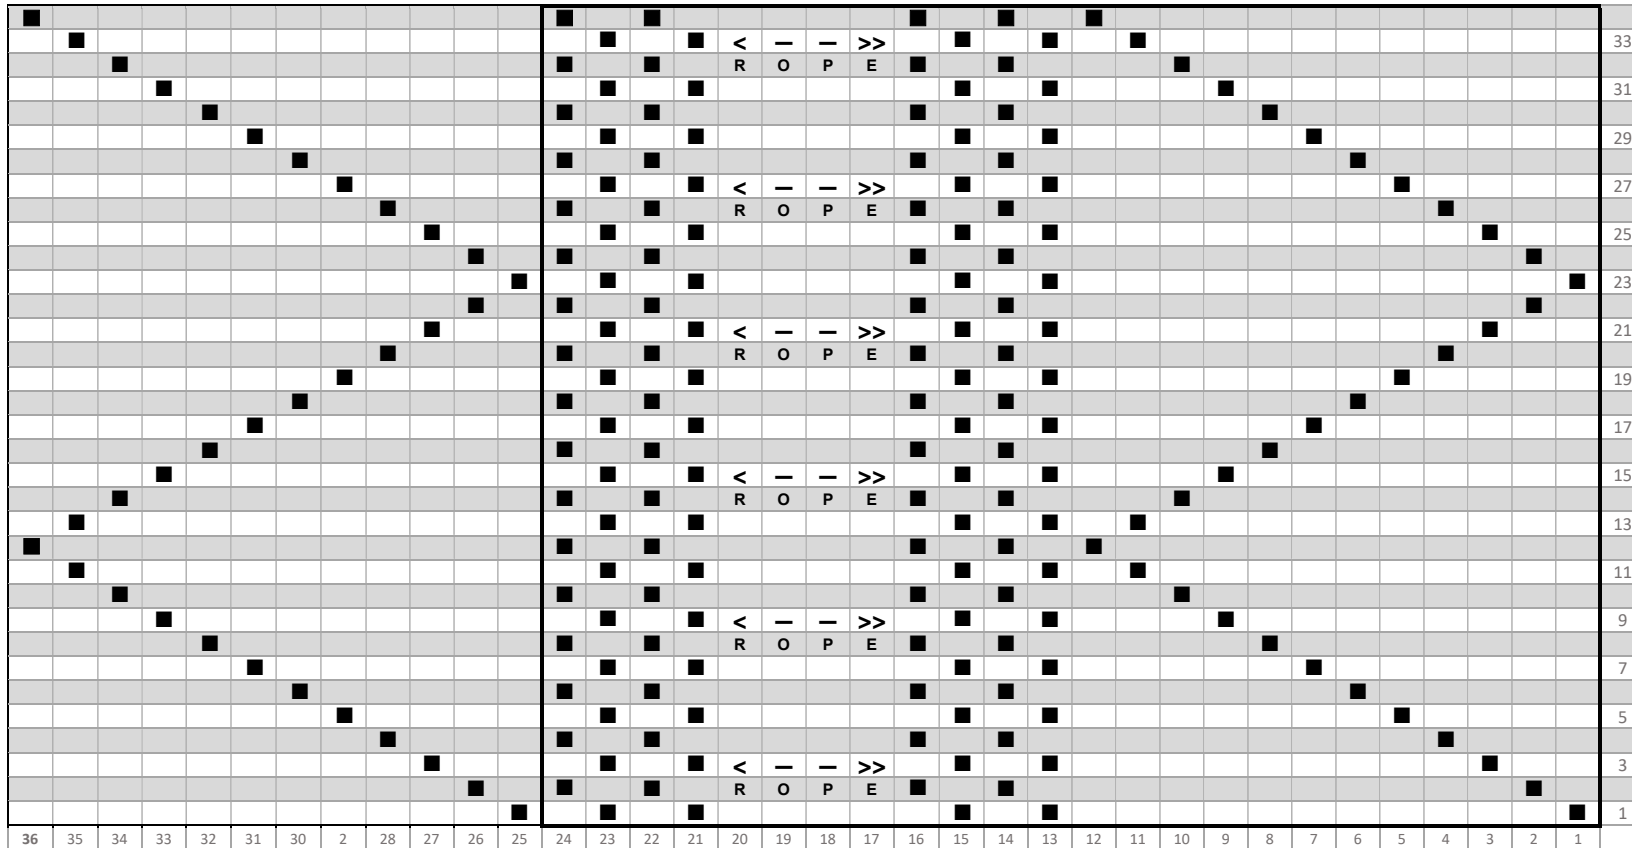 < — — >> 33
R O P E
31
29
< — — >> 27
R O P E
25
23
< — — >> 21
R O P E
19
17
< — — >> 15
R O P E
13
11
< — — >> 9
R O P E
7
5
< — — >> 3
R O P E
1
36 35 34 33 32 31 30 2 28 27 26 25 24 23 22 21 20 19 18 17 16 15 14 13 12 11 10 9 8 7 6 5 4 3 2 1